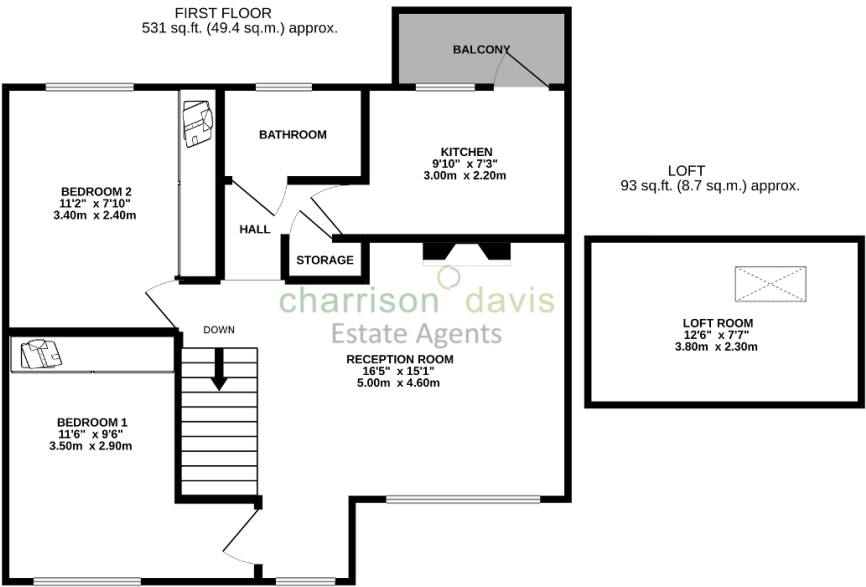 FIRST FLOOR
531 sq.ft. (49.4 sq.m.) approx.
BALCONY
BATHROOM
KITCHEN
9'10" x 7'3"
3.00m x 2.20m
LOFT
93 sq.ft. (8.7 sq.m.) approx.
BEDROOM 2
11'2" x 7'10"
3.40m x 2.40m
HALL
STORAGE
charrison davis
Estate Agents
DOWN
RECEPTION ROOM
16'5" x 15'1"
5.00m x 4.60m
LOFT ROOM
12'6" x 7'7"
3.80m x 2.30m
BEDROOM 1
11'6" x 9'6"
3.50m x 2.90m